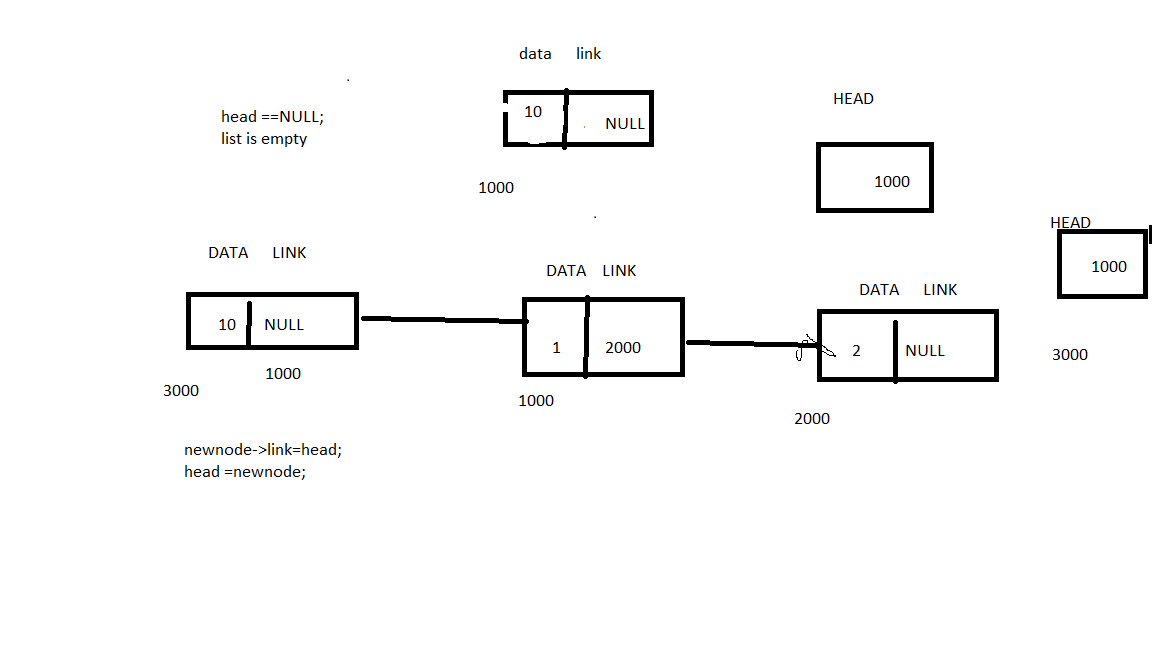 data link
head ==NULL;
list is empty
10 NULL
1000
HEAD
1000
HEAD
1000
3000
DATA LINK
10 NULL
1000
3000
DATA LINK
1 2000
1000
DATA LINK
2 NULL
2000
newnode->link=head;
head =newnode;